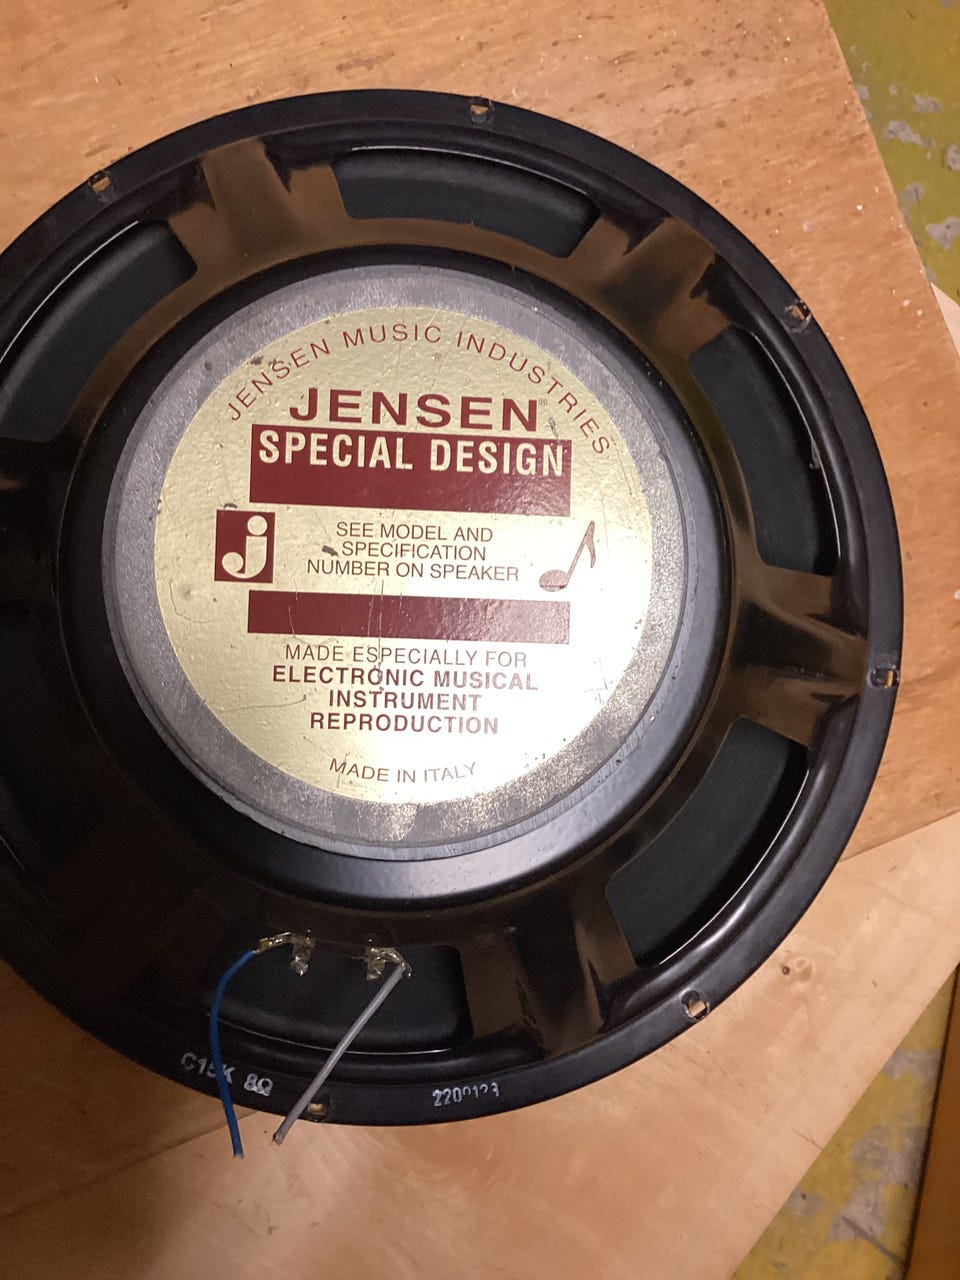 JENSEN MUSIC INDUSTRIES
JENSEN®
SPECIAL DESIGN
j
SEE MODEL AND
SPECIFICATION
NUMBER ON SPEAKER
MADE ESPECIALLY FOR
ELECTRONIC MUSICAL
INSTRUMENT
REPRODUCTION
MADE IN ITALY
C15K 8Ω